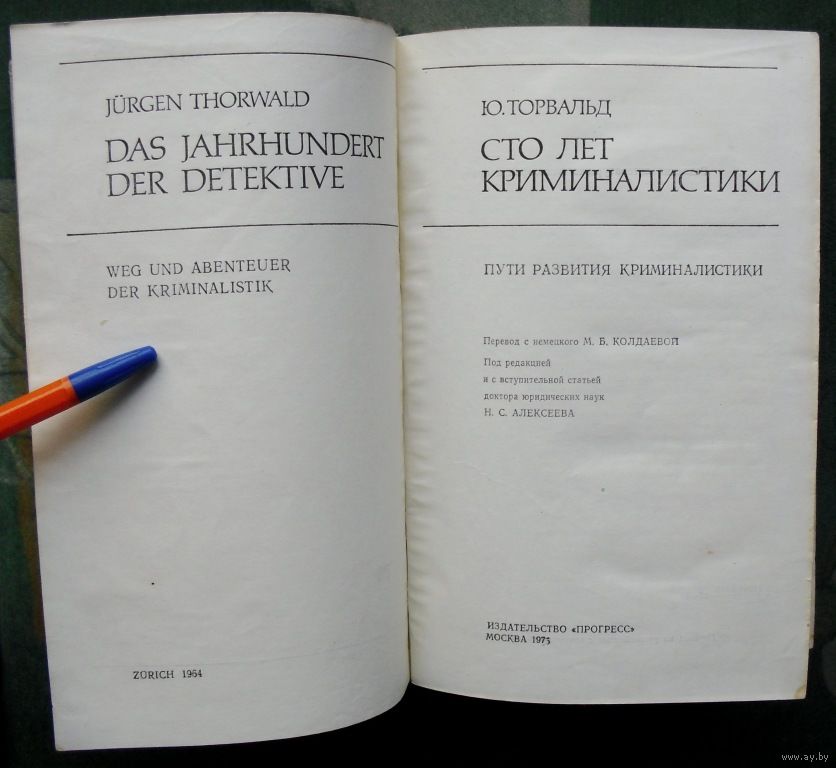 JÜRGEN THORWALD
DAS JAHRHUNDERT
DER DETEKTIVE
WEG UND ABENTEUER
DER KRIMINALISTIK
ZÜRICH 1964
Ю. ТОРВАЛЬД
СТО ЛЕТ
КРИМИНАЛИСТИКИ
ПУТИ РАЗВИТИЯ КРИМИНАЛИСТИКИ
Перевод с немецкого М. Б. КОЛДАЕВОЙ
Под редакцией
и с вступительной статьей
доктора юридических наук
Н. С. АЛЕКСЕЕВА
ИЗДАТЕЛЬСТВО «ПРОГРЕСС»
МОСКВА 1975
www.ay.by